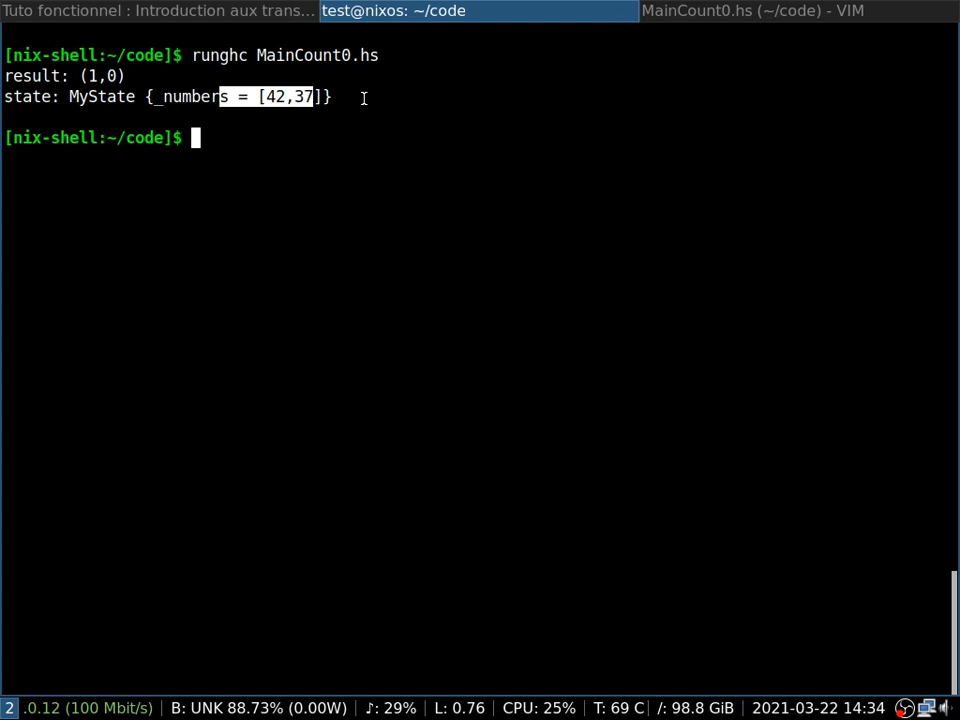 Tuto fonctionnel : Introduction aux trans... test@nixos: ~/code MainCount0.hs (~/code) - VIM
[nix-shell:~/code]$ runghc MainCount0.hs
result: (1,0)
state: MyState {_numbers = [42,37]}
[nix-shell:~/code]$
2 .0.12 (100 Mbit/s) | B: UNK 88.73% (0.00W) | ♪: 29% | L: 0.76 | CPU: 25% | T: 69 C | /: 98.8 GiB | 2021-03-22 14:34